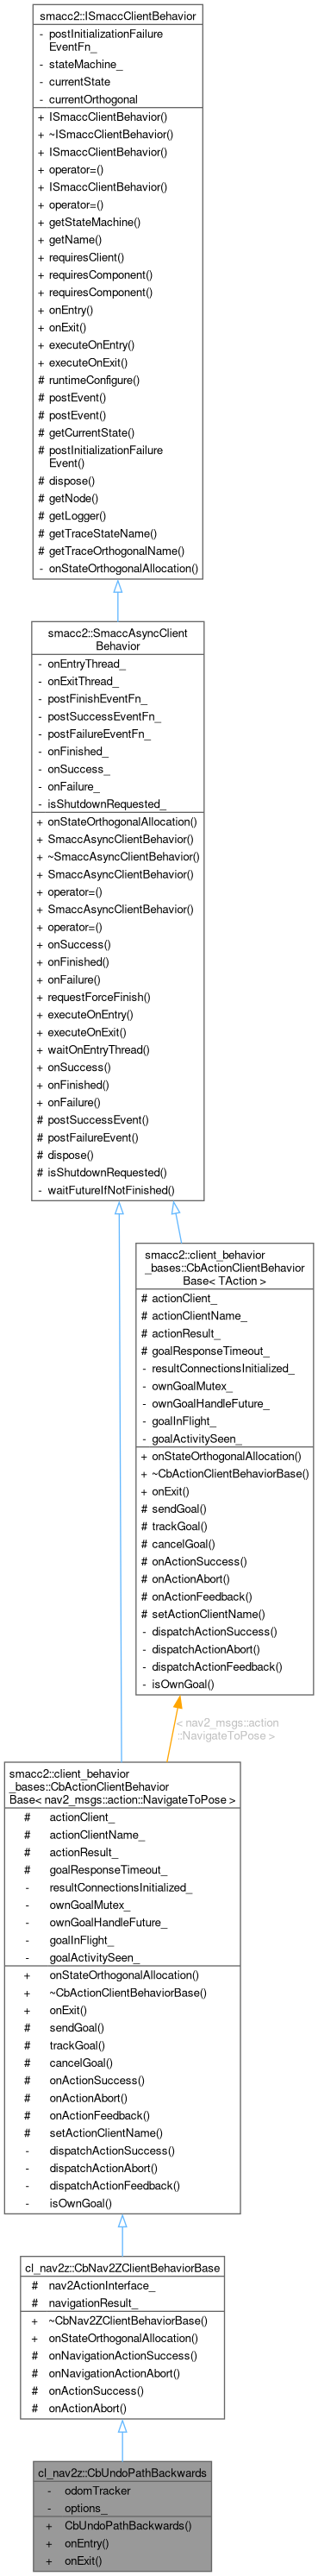 smacc2::ISmaccClientBehavior
- postInitializationFailure
EventFn_
- stateMachine_
- currentState
- currentOrthogonal
+ ISmaccClientBehavior()
+ ~ISmaccClientBehavior()
+ ISmaccClientBehavior()
+ operator=()
+ ISmaccClientBehavior()
+ operator=()
+ getStateMachine()
+ getName()
+ requiresClient()
+ requiresComponent()
+ requiresComponent()
+ onEntry()
+ onExit()
+ executeOnEntry()
+ executeOnExit()
# runtimeConfigure()
# postEvent()
# postEvent()
# getCurrentState()
# postInitializationFailure
Event()
# dispose()
# getNode()
# getLogger()
# getTraceStateName()
# getTraceOrthogonalName()
- onStateOrthogonalAllocation()
smacc2::SmaccAsyncClient
Behavior
- onEntryThread_
- onExitThread_
- postFinishEventFn_
- postSuccessEventFn_
- postFailureEventFn_
- onFinished_
- onSuccess_
- onFailure_
- isShutdownRequested_
+ onStateOrthogonalAllocation()
+ SmaccAsyncClientBehavior()
+ ~SmaccAsyncClientBehavior()
+ SmaccAsyncClientBehavior()
+ operator=()
+ SmaccAsyncClientBehavior()
+ operator=()
+ onSuccess()
+ onFinished()
+ onFailure()
+ requestForceFinish()
+ executeOnEntry()
+ executeOnExit()
+ waitOnEntryThread()
+ onSuccess()
+ onFinished()
+ onFailure()
# postSuccessEvent()
# postFailureEvent()
# dispose()
# isShutdownRequested()
- waitFutureIfNotFinished()
smacc2::client_behavior
_bases::CbActionClientBehavior
Base< TAction >
# actionClient_
# actionClientName_
# actionResult_
# goalResponseTimeout_
- resultConnectionsInitialized_
- ownGoalMutex_
- ownGoalHandleFuture_
- goalInFlight_
- goalActivitySeen_
+ onStateOrthogonalAllocation()
+ ~CbActionClientBehaviorBase()
+ onExit()
# sendGoal()
# trackGoal()
# cancelGoal()
# onActionSuccess()
# onActionAbort()
# onActionFeedback()
# setActionClientName()
- dispatchActionSuccess()
- dispatchActionAbort()
- dispatchActionFeedback()
- isOwnGoal()
< nav2_msgs::action
::NavigateToPose >
smacc2::client_behavior
_bases::CbActionClientBehavior
Base< nav2_msgs::action::NavigateToPose >
# actionClient_
# actionClientName_
# actionResult_
# goalResponseTimeout_
- resultConnectionsInitialized_
- ownGoalMutex_
- ownGoalHandleFuture_
- goalInFlight_
- goalActivitySeen_
+ onStateOrthogonalAllocation()
+ ~CbActionClientBehaviorBase()
+ onExit()
# sendGoal()
# trackGoal()
# cancelGoal()
# onActionSuccess()
# onActionAbort()
# onActionFeedback()
# setActionClientName()
- dispatchActionSuccess()
- dispatchActionAbort()
- dispatchActionFeedback()
- isOwnGoal()
cl_nav2z::CbNav2ZClientBehaviorBase
# nav2ActionInterface_
# navigationResult_
+ ~CbNav2ZClientBehaviorBase()
+ onStateOrthogonalAllocation()
# onNavigationActionSuccess()
# onNavigationActionAbort()
# onActionSuccess()
# onActionAbort()
cl_nav2z::CbUndoPathBackwards
- odomTracker
- options_
+ CbUndoPathBackwards()
+ onEntry()
+ onExit()